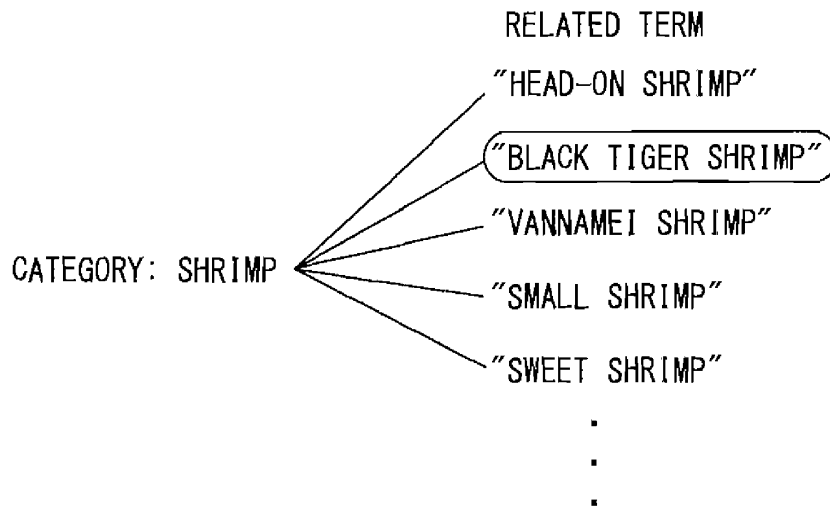 RELATED TERM
"HEAD-ON SHRIMP"
"BLACK TIGER SHRIMP"
"VANNAMEI SHRIMP"
CATEGORY: SHRIMP
"SMALL SHRIMP"
"SWEET SHRIMP"